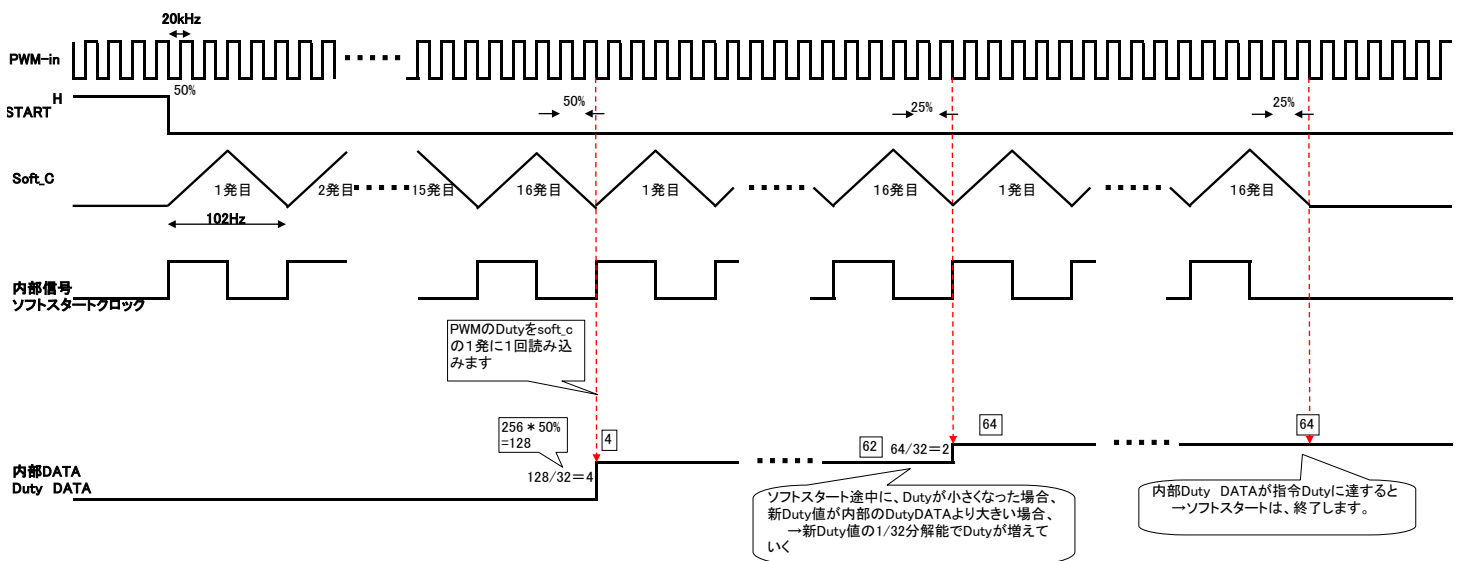 20kHz
PWM-in
50%
H
START
50%
25%
25%
Soft_C
1発目
2発目
15発目
16発目
1発目
16発目
1発目
16発目
102Hz
内部信号
ソフトスタートクロック
PWMのDutyをsoft_c
の1発に1回読み込
みます
256*50%
=128
4
128/32=4
62
64/32=2
64
64
内部DATA
Duty DATA
ソフトスタート途中に、Dutyが小さくなった場合、
新Duty値が内部のDutyDATAより大きい場合、
→新Duty値の1/32分解能でDutyが増えて
いく
内部Duty DATAが指令Dutyに達すると
→ソフトスタートは、終了します。